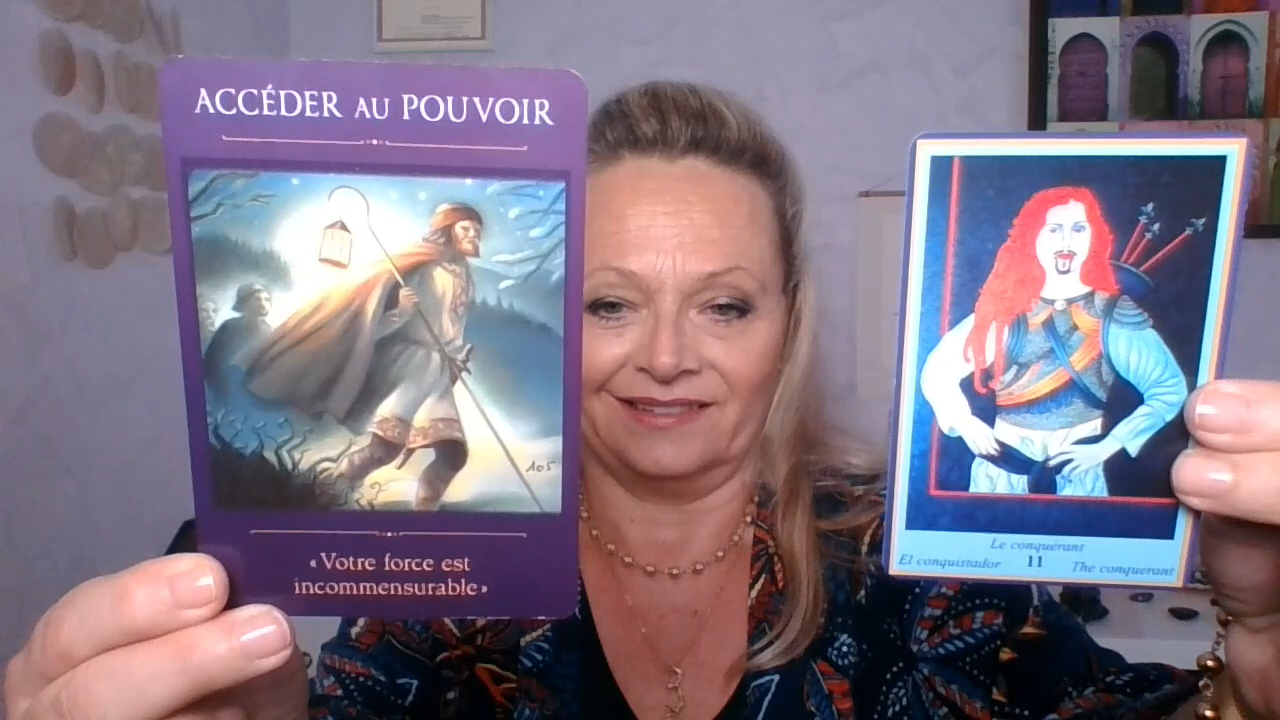 ACCÉDER AU POUVOIR
105
«Votre force est
incommensurable»
Le conquérant
El conquistador 11 The conquerant